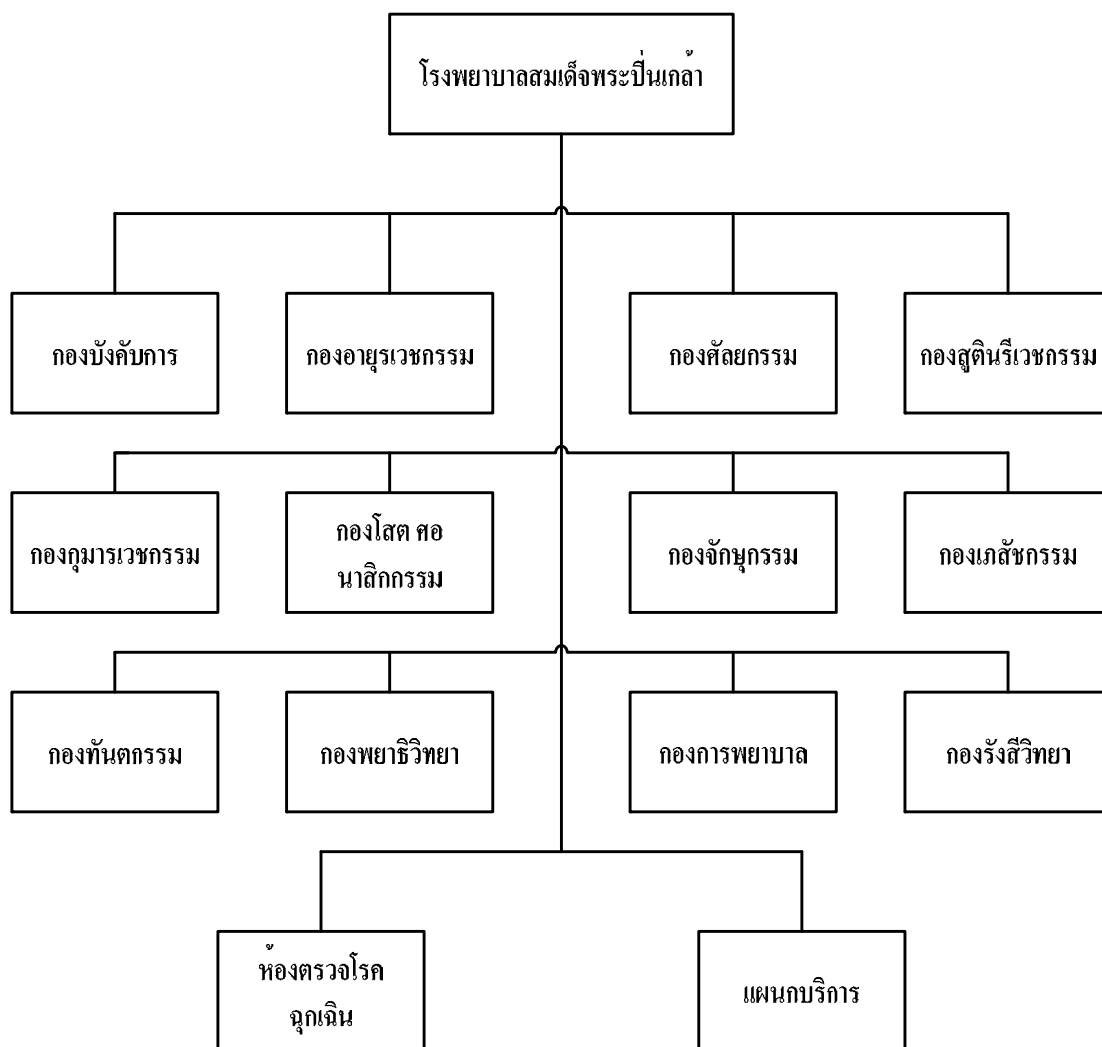 โรงพยาบาลสมเด็จพระปิ่นเกล้า
กองบังคับการ
กองอายุรเวชกรรม
กองศัลยกรรม
กองสูตินรีเวชกรรม
กองกุมารเวชกรรม
กองโสต ศอ
นาสิกกรรม
กองจักษุกรรม
กองเภสัชกรรม
กองทันตกรรม
กองพยาธิวิทยา
กองการพยาบาล
กองรังสีวิทยา
ห้องตรวจโรค
ฉุกเฉิน
แผนกบริการ